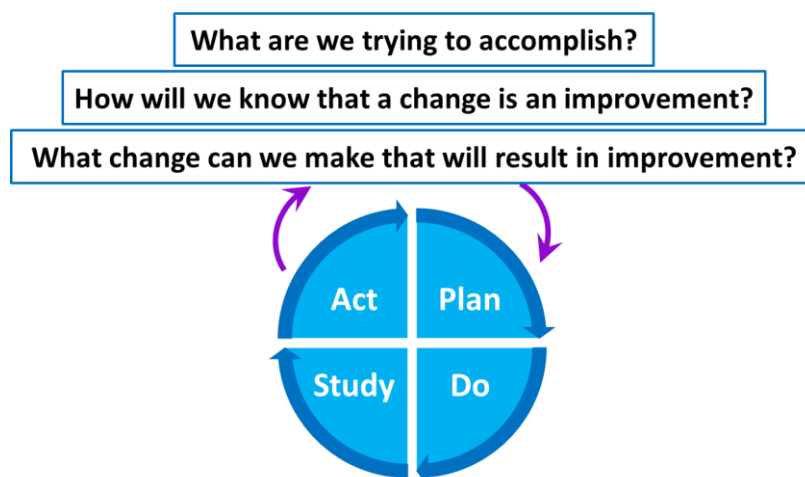 What are we trying to accomplish?
How will we know that a change is an improvement?
What change can we make that will result in improvement?
Act
Plan
Study
Do